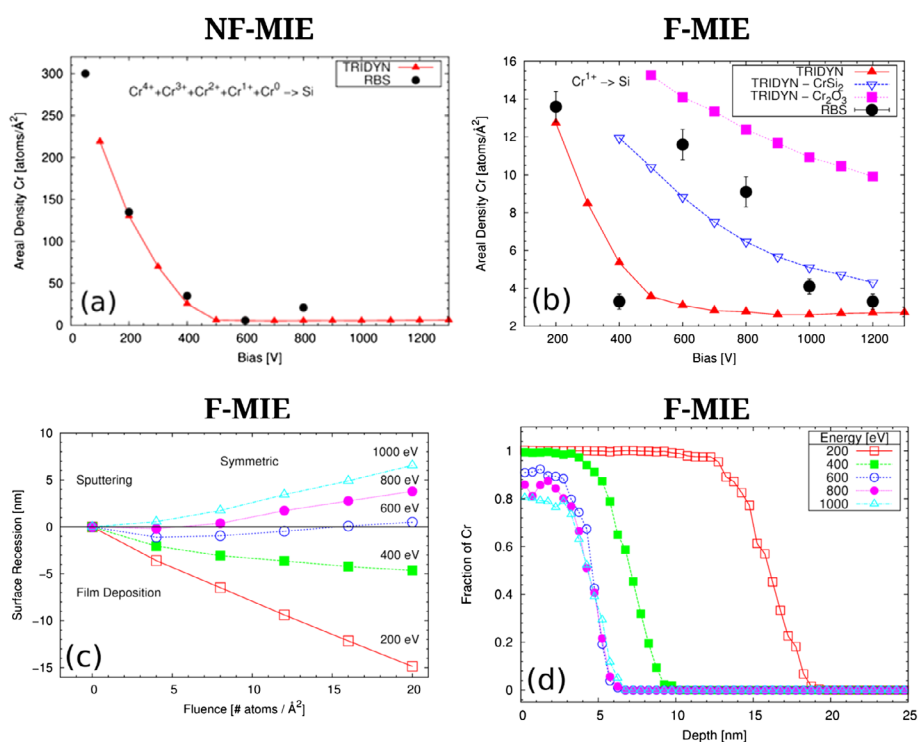 NF-MIE
F-MIE
300
250
200
150
100
50
0
Areal Density Cr [atoms/Å²]
TRIDYN
RBS
Cr⁴⁺+Cr³⁺+Cr²⁺+Cr¹⁺+Cr⁰ -> Si
(a)
0 200 400 600 800 1000 1200
Bias [V]
16
14
12
10
8
6
4
2
Areal Density Cr [atoms/Å²]
Cr¹⁺ -> Si
TRIDYN
TRIDYN - CrSi₂
TRIDYN - Cr₂O₃
RBS
(b)
200 400 600 800 1000 1200
Bias [V]
F-MIE
F-MIE
10
5
0
-5
-10
-15
Surface Recession [nm]
Sputtering
Symmetric
1000 eV
800 eV
600 eV
400 eV
Film Deposition
200 eV
(c)
0 5 10 15 20
Fluence [# atoms / Å²]
1
0.8
0.6
0.4
0.2
0
Fraction of Cr
Energy [eV]
200
400
600
800
1000
(d)
0 5 10 15 20 25
Depth [nm]